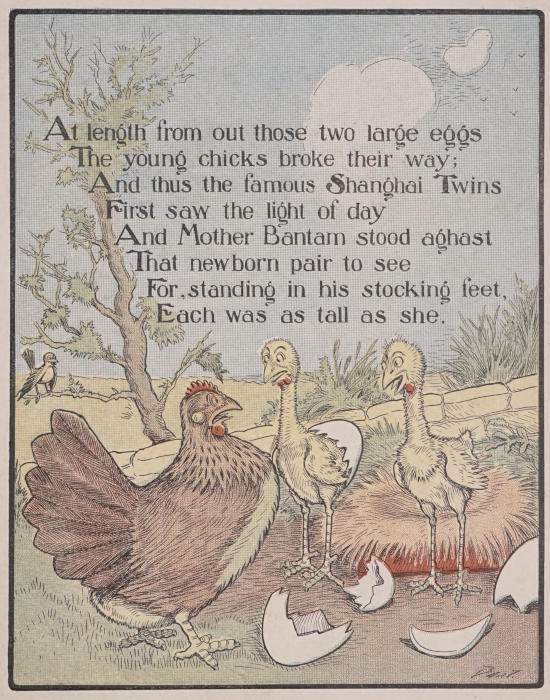 At length from out those two large eggs
The young chicks broke their way;
And thus the famous Shanghai Twins
First saw the light of day
And Mother Bantam stood aghast
That newborn pair to see
For, standing in his stocking feet,
Each was as tall as she.